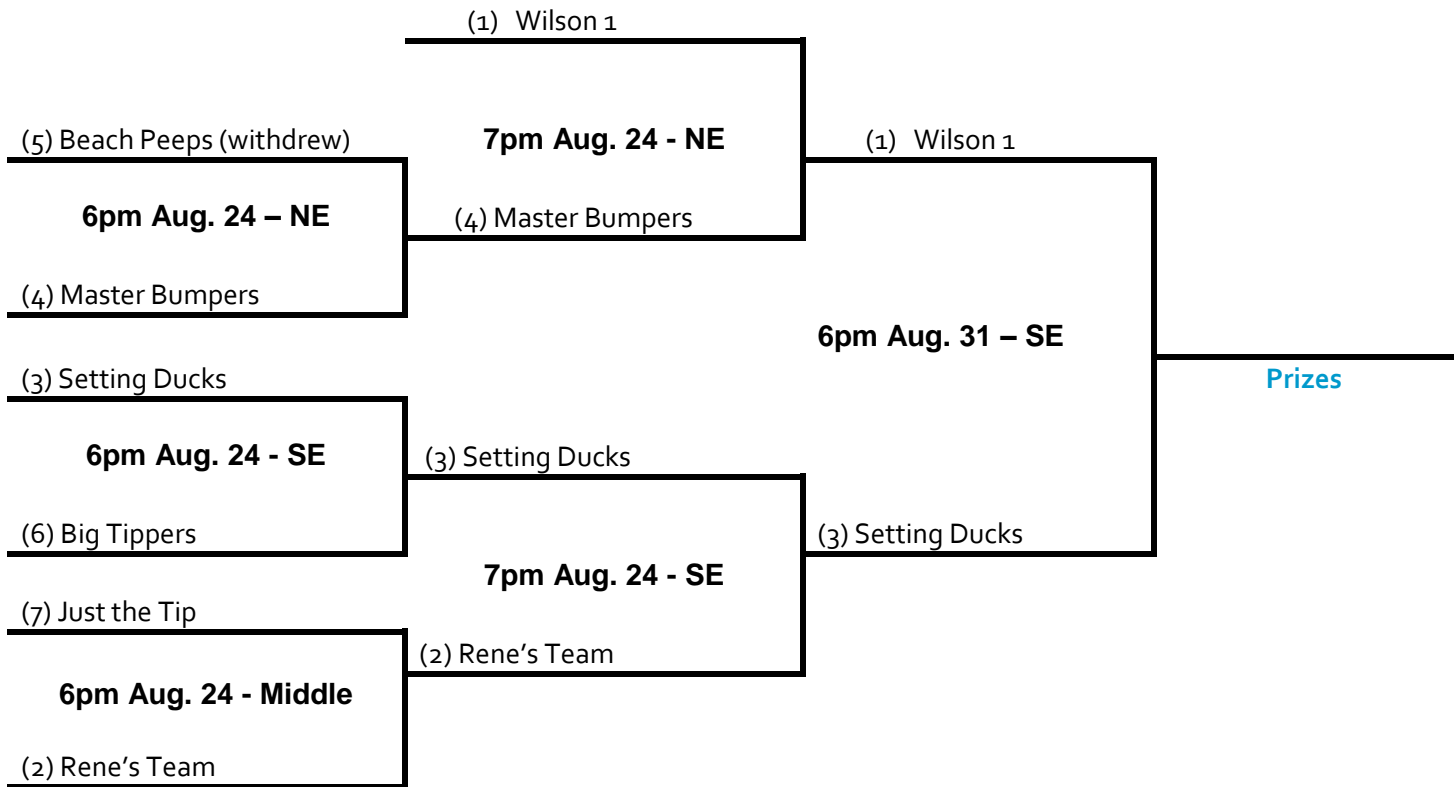 (1) Wilson 1
(5) Beach Peeps (withdrew)
7pm Aug. 24 - NE
(1) Wilson 1
6pm Aug. 24 – NE
(4) Master Bumpers
(4) Master Bumpers
6pm Aug. 31 – SE
(3) Setting Ducks
Prizes
6pm Aug. 24 - SE
(3) Setting Ducks
(6) Big Tippers
(3) Setting Ducks
7pm Aug. 24 - SE
(7) Just the Tip
(2) Rene’s Team
6pm Aug. 24 - Middle
(2) Rene’s Team